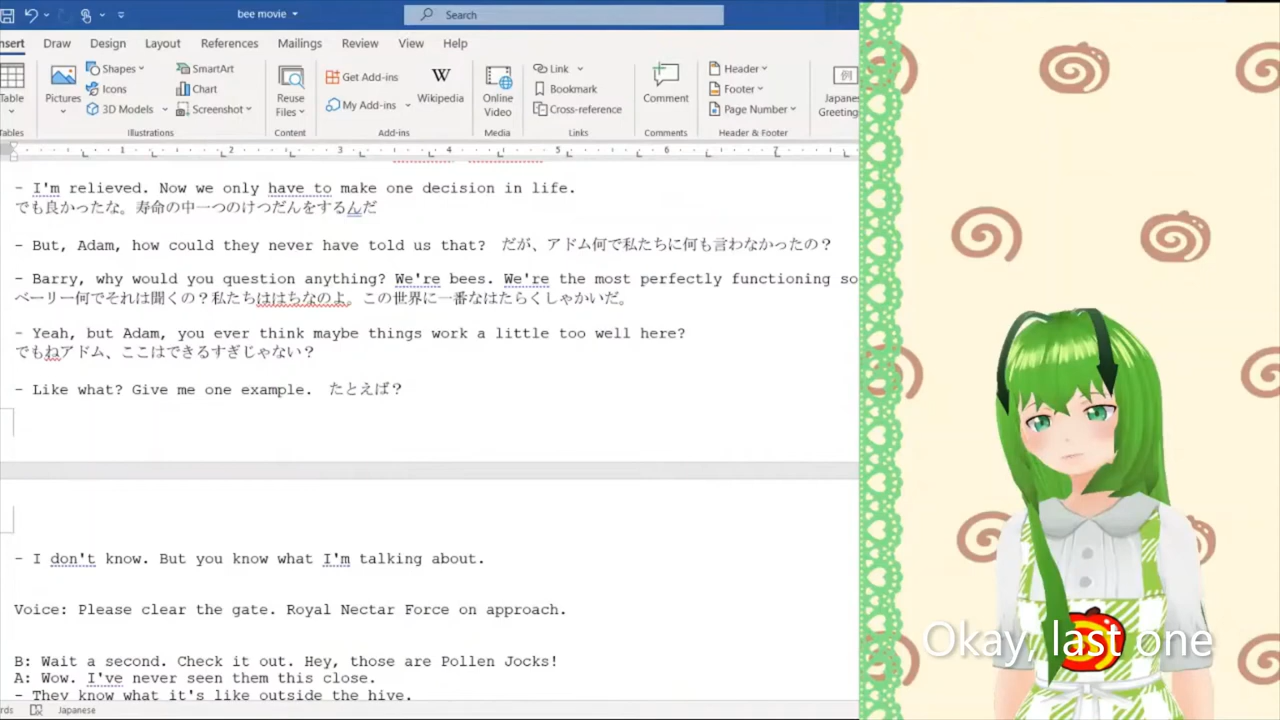 bee movie
Search
nsert Draw Design Layout References Mailings Review View Help
Table
Pictures
Shapes
Icons
3D Models
SmartArt
Chart
Screenshot
Reuse Files
Get Add-ins
My Add-ins
Wikipedia
Online Video
Link
Bookmark
Cross-reference
Comment
Header
Footer
Page Number
例
Japane
Greeting
Tables Illustrations Content Add-ins Media Links Comments Header & Footer
1 2 3 4 5 6 7
- I'm relieved. Now we only have to make one decision in life.
でも良かったな。寿命の中一つのけつだんをするんだ
- But, Adam, how could they never have told us that? だが、アドム何で私たちに何も言わなかったの？
- Barry, why would you question anything? We're bees. We're the most perfectly functioning so
ベーリー何でそれは聞くの？私たちははちなのよ。この世界に一番なはたらくしゃかいだ。
- Yeah, but Adam, you ever think maybe things work a little too well here?
でもねアドム、ここはできるすぎじゃない？
- Like what? Give me one example. たとえば？
- I don't know. But you know what I'm talking about.
Voice: Please clear the gate. Royal Nectar Force on approach.
B: Wait a second. Check it out. Hey, those are Pollen Jocks!
A: Wow. I've never seen them this close.
- They know what it's like outside the hive.
rds Japanese
Okay, last one